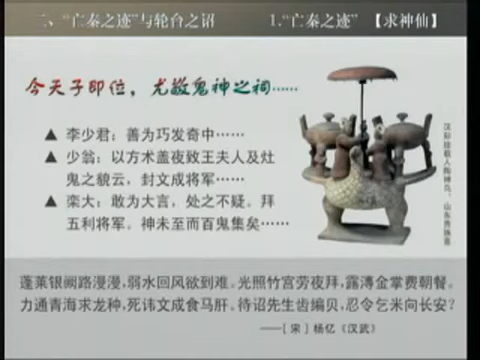 二、“亡秦之迹”与轮台之诏
1.“亡秦之迹” 【求神仙】
今天子即位，尤敬鬼神之祠……
▲ 李少君：善为巧发奇中……
▲ 少翁：以方术盖夜致王夫人及灶
鬼之貌云，封文成将军……
▲ 栾大：敢为大言，处之不疑。拜
五利将军。神未至而百鬼集矣……
蓬莱银阙路漫漫，弱水回风欲到难。光照竹宫劳夜拜，露漙金掌费朝餐。
力通青海求龙种，死讳文成食马肝。待诏先生齿编贝，忍令乞米向长安？
——［宋］杨亿《汉武》